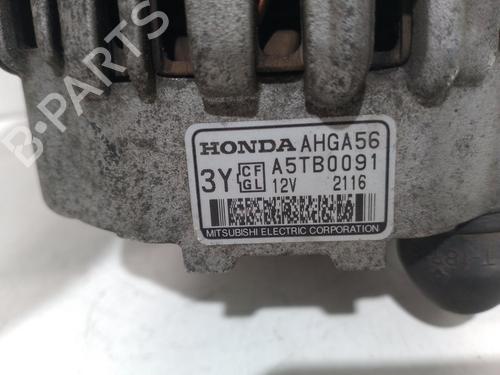 B-PARTS
HONDA AHGA56
3Y CF GL A5TB0091
12V 2116
MITSUBISHI ELECTRIC CORPORATION